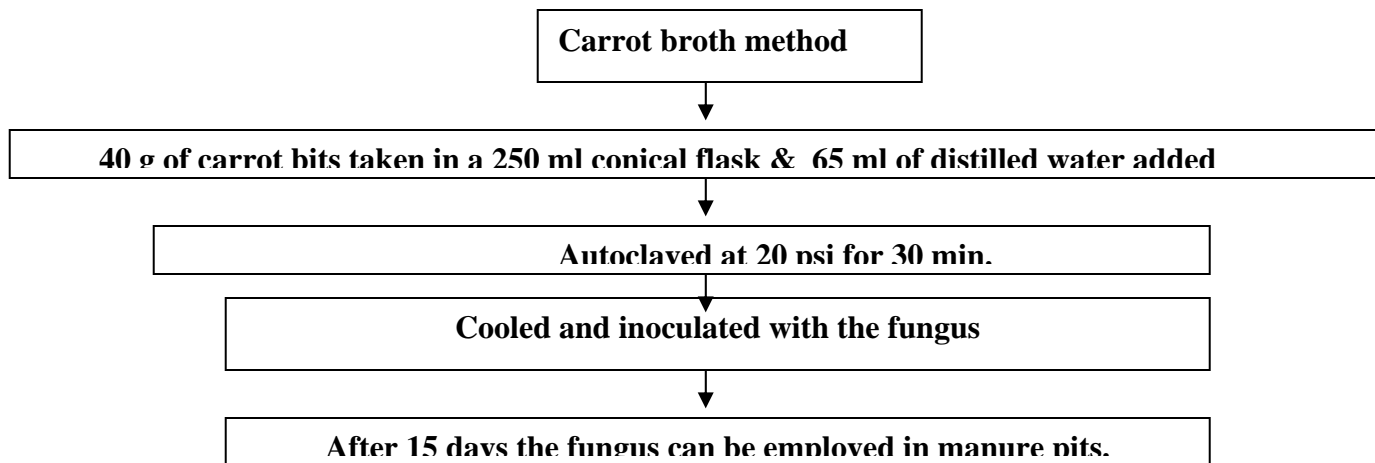 Carrot broth method
40 g of carrot bits taken in a 250 ml conical flask & 65 ml of distilled water added
Autoclaved at 20 psi for 30 min.
Cooled and inoculated with the fungus
After 15 days the fungus can be employed in manure pits.